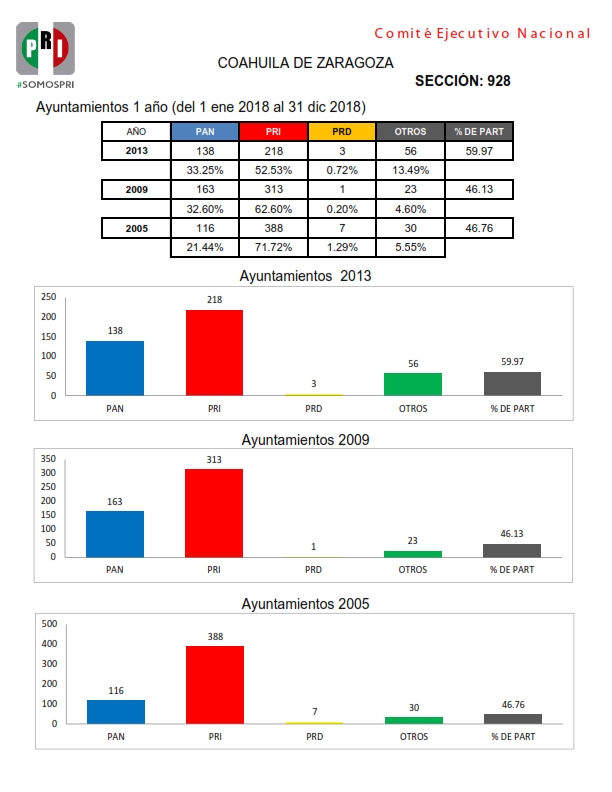 Comité Ejecutivo Nacional
PRI
#SOMOSPRI
COAHUILA DE ZARAGOZA
SECCIÓN: 928
Ayuntamientos 1 año (del 1 ene 2018 al 31 dic 2018)
AÑO PAN PRI PRD OTROS % DE PART
2013 138 218 3 56 59.97
33.25% 52.53% 0.72% 13.49%
2009 163 313 1 23 46.13
32.60% 62.60% 0.20% 4.60%
2005 116 388 7 30 46.76
21.44% 71.72% 1.29% 5.55%
Ayuntamientos 2013
250
200
150
100
50
0
138 218 3 56 59.97
PAN PRI PRD OTROS % DE PART
Ayuntamientos 2009
350
300
250
200
150
100
50
0
163 313 1 23 46.13
PAN PRI PRD OTROS % DE PART
Ayuntamientos 2005
500
400
300
200
100
0
116 388 7 30 46.76
PAN PRI PRD OTROS % DE PART